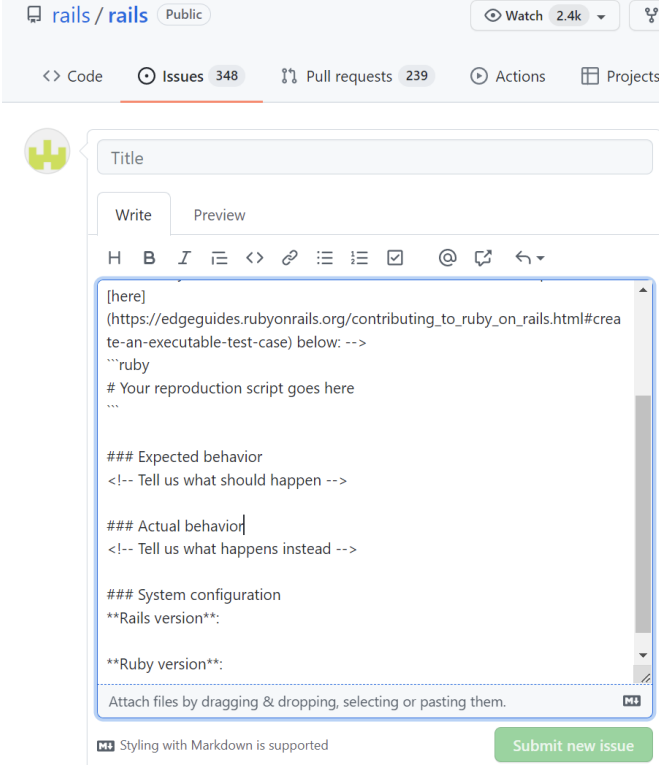 rails / rails Public
Watch 2.4k
Code Issues 348 Pull requests 239 Actions Projects
Title
Write Preview
H B I
[here]
(https://edgeguides.rubyonrails.org/contributing_to_ruby_on_rails.html#crea
te-an-executable-test-case) below: -->
```ruby
# Your reproduction script goes here
```
### Expected behavior
<!-- Tell us what should happen -->
### Actual behavior
<!-- Tell us what happens instead -->
### System configuration
**Rails version**:
**Ruby version**:
Attach files by dragging & dropping, selecting or pasting them.
Styling with Markdown is supported
Submit new issue